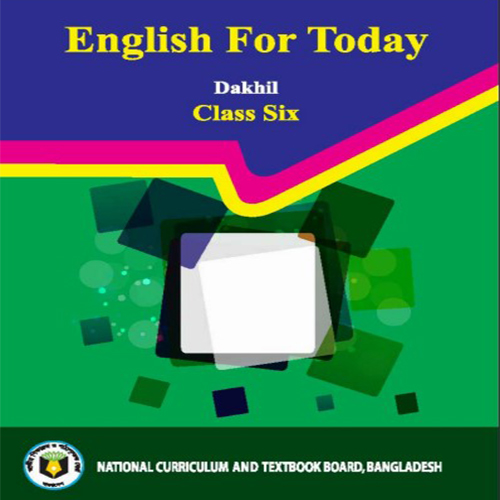 English For Today
Dakhil
Class Six
NATIONAL CURRICULUM AND TEXTBOOK BOARD, BANGLADESH